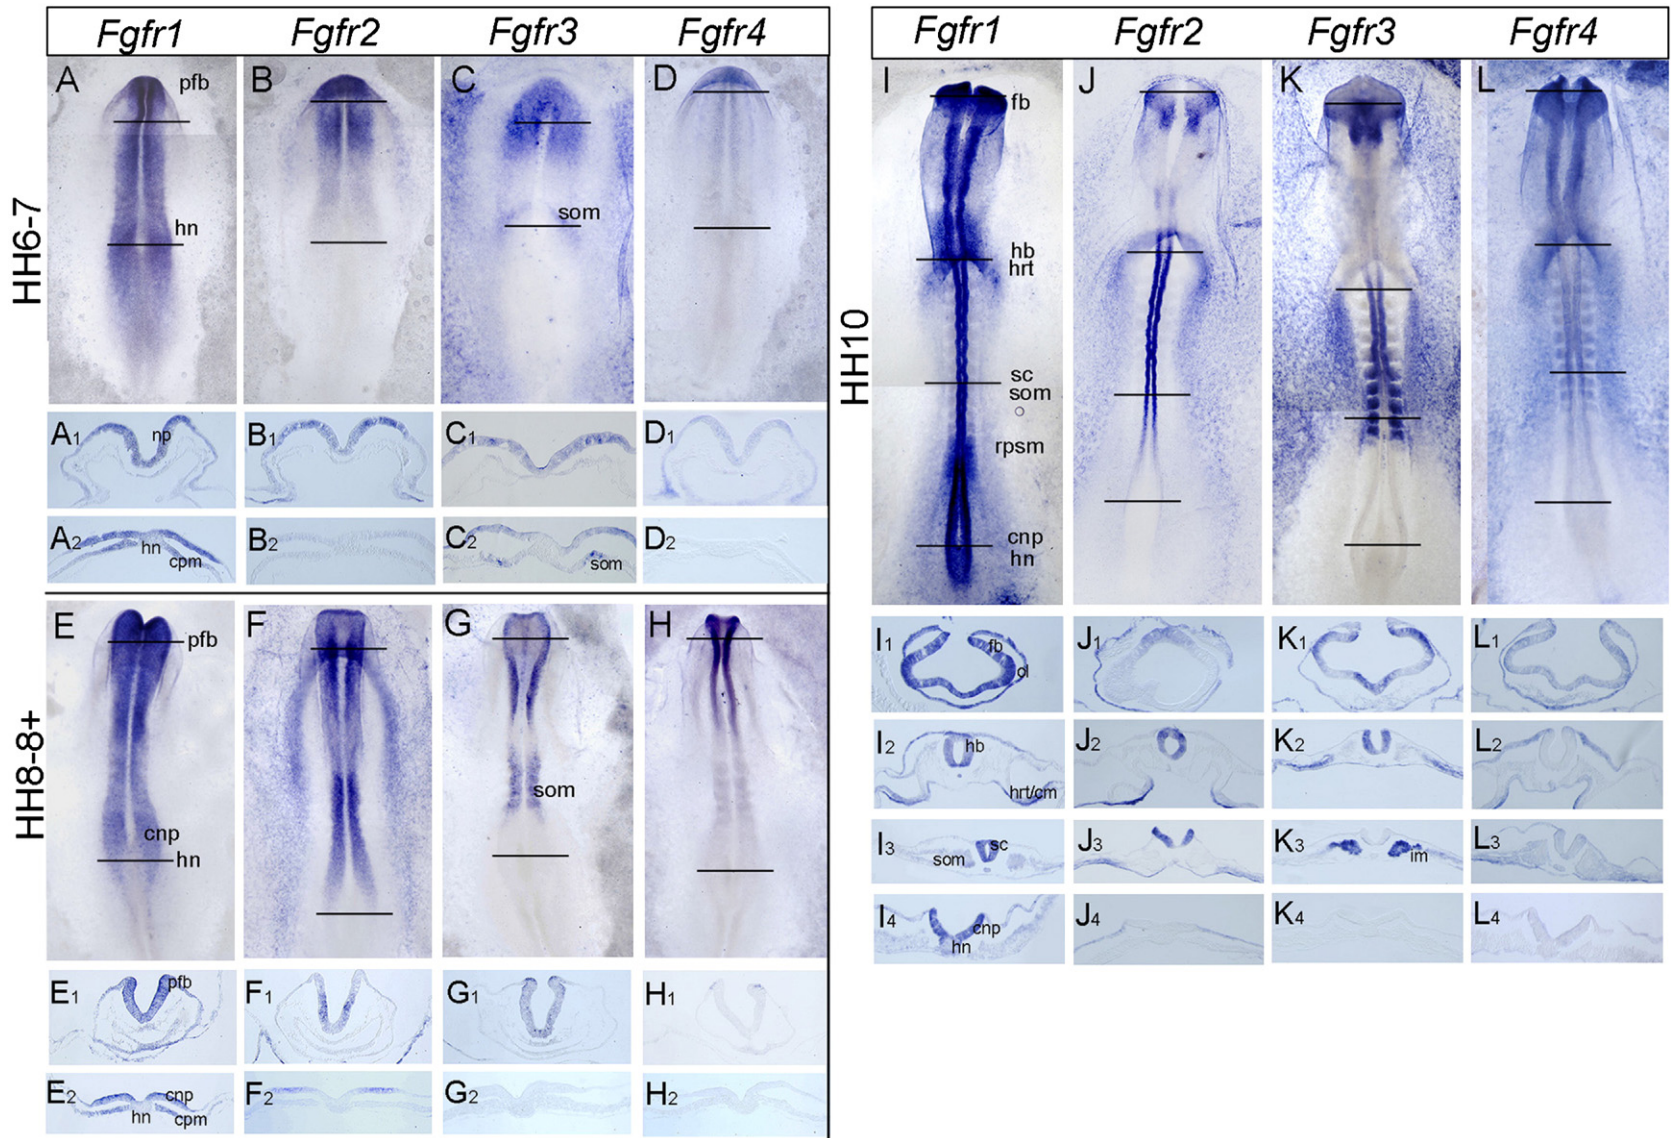 Fgfr1 Fgfr2 Fgfr3 Fgfr4
HH6-7
A pfb
hn
B
C
som
D
A1 np
B1
C1
D1
A2 hn cpm
B2
C2 som
D2
HH8-8+
E pfb
cnp
hn
F
G
som
H
E1 pfb
F1
G1
H1
E2 cnp
hn cpm
F2
G2
H2
Fgfr1 Fgfr2 Fgfr3 Fgfr4
HH10
I
fb
hb
hrt
sc
som
rpsm
cnp
hn
J
K
L
I1 fb
ol
J1
K1
L1
I2 hb
hrt/cm
J2
K2
L2
I3 sc
som
J3
K3 im
L3
I4 cnp
hn
J4
K4
L4